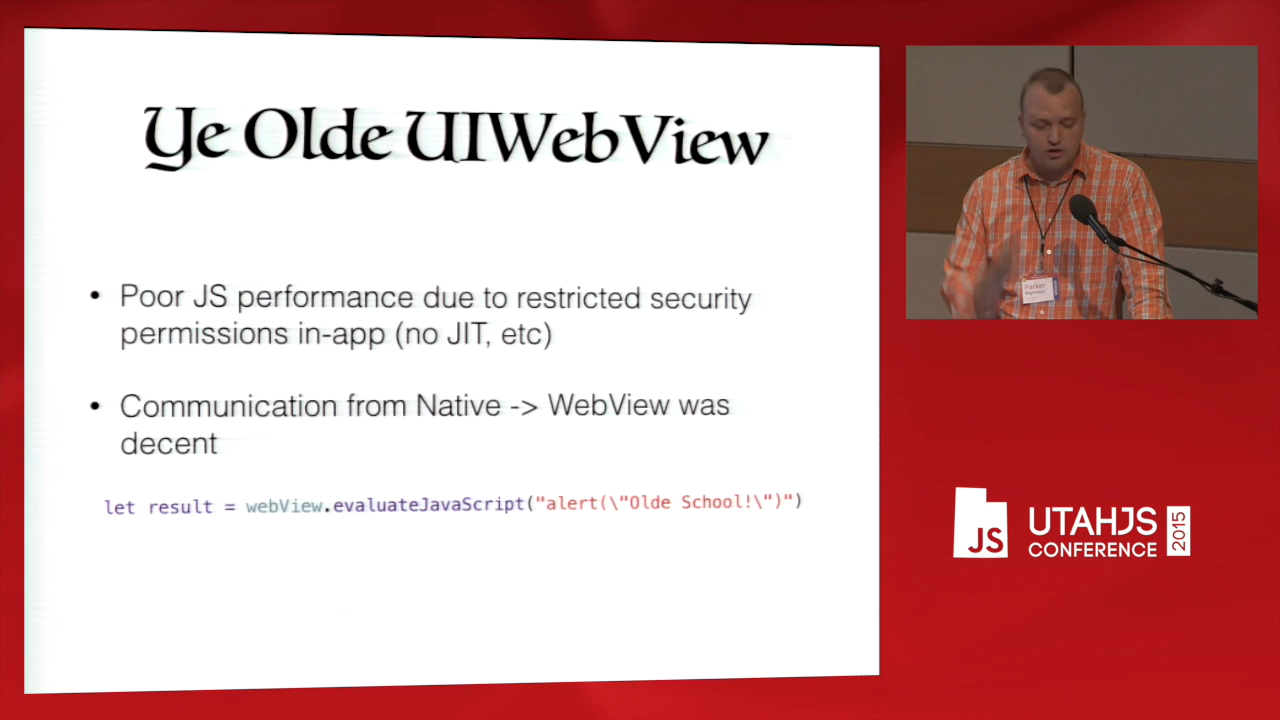 Ye Olde UIWebView
• Poor JS performance due to restricted security
permissions in-app (no JIT, etc)
• Communication from Native -> WebView was
decent
let result = webView.evaluateJavaScript("alert(\"Olde School!\")")
Parker
JS
UTAHJS
CONFERENCE
2015